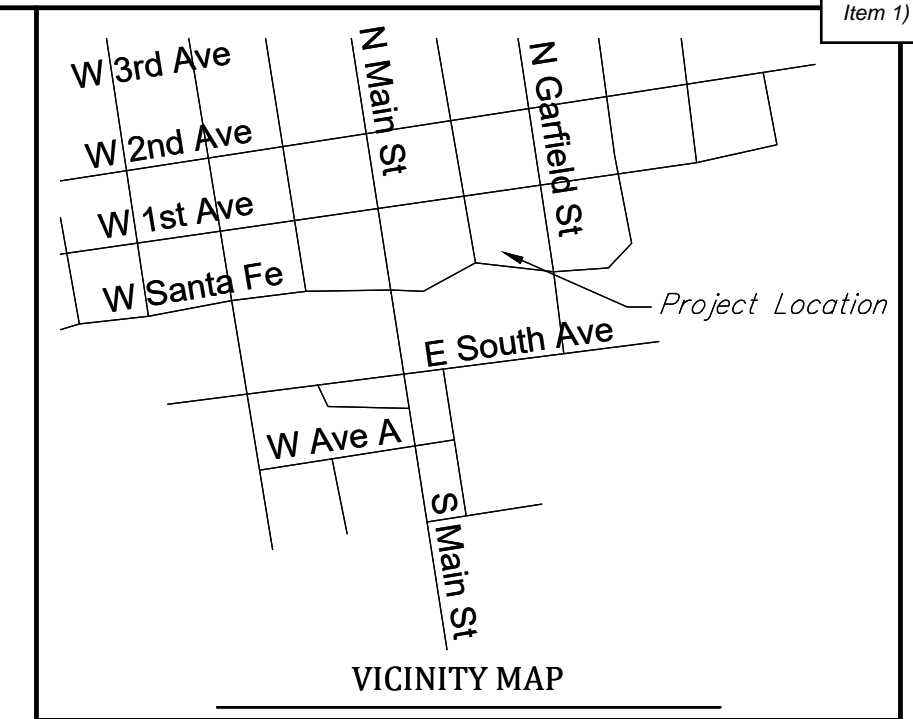 Item 1)
W 3rd Ave
N Main St
N Garfield St
W 2nd Ave
W 1st Ave
W Santa Fe
Project Location
E South Ave
W Ave A
S Main St
VICINITY MAP